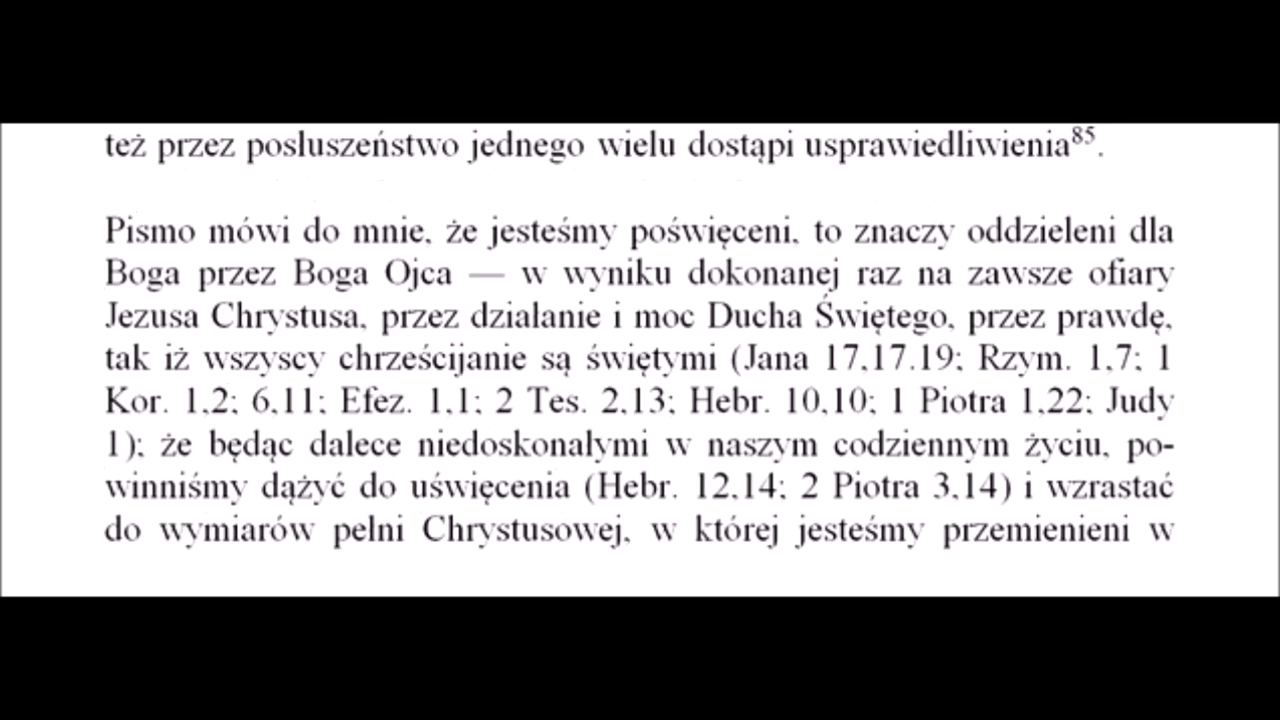 też przez posłuszeństwo jednego wielu dostąpi usprawiedliwienia⁸⁵.
Pismo mówi do mnie, że jesteśmy poświęceni, to znaczy oddzieleni dla
Boga przez Boga Ojca — w wyniku dokonanej raz na zawsze ofiary
Jezusa Chrystusa, przez działanie i moc Ducha Świętego, przez prawdę,
tak iż wszyscy chrześcijanie są świętymi (Jana 17,17.19; Rzym. 1,7; 1
Kor. 1,2; 6,11; Efez. 1,1; 2 Tes. 2,13; Hebr. 10,10; 1 Piotra 1,22; Judy
1); że będąc dalece niedoskonałymi w naszym codziennym życiu, po-
winniśmy dążyć do uświęcenia (Hebr. 12,14; 2 Piotra 3,14) i wzrastać
do wymiarów pełni Chrystusowej, w której jesteśmy przemienieni w